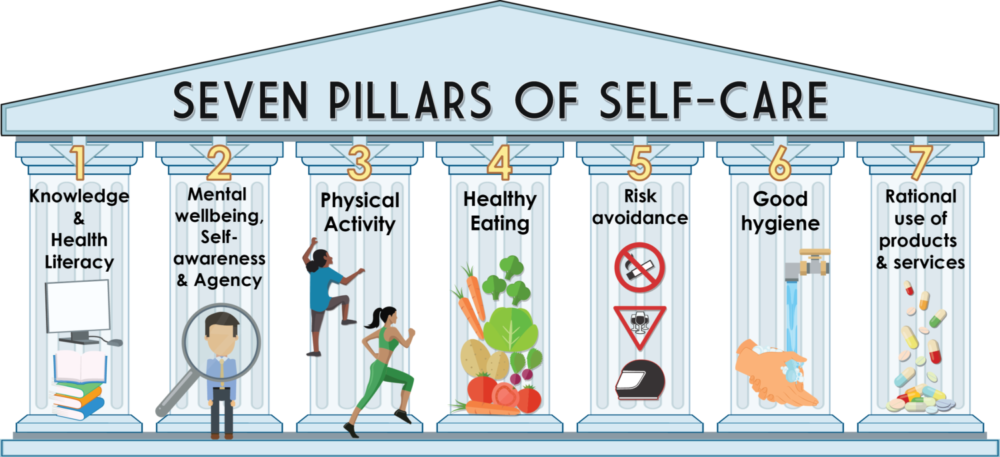 SEVEN PILLARS OF SELF-CARE
1
Knowledge
&
Health
Literacy
2
Mental
wellbeing,
Self-
awareness
& Agency
3
Physical
Activity
4
Healthy
Eating
5
Risk
avoidance
6
Good
hygiene
7
Rational
use of
products
& services